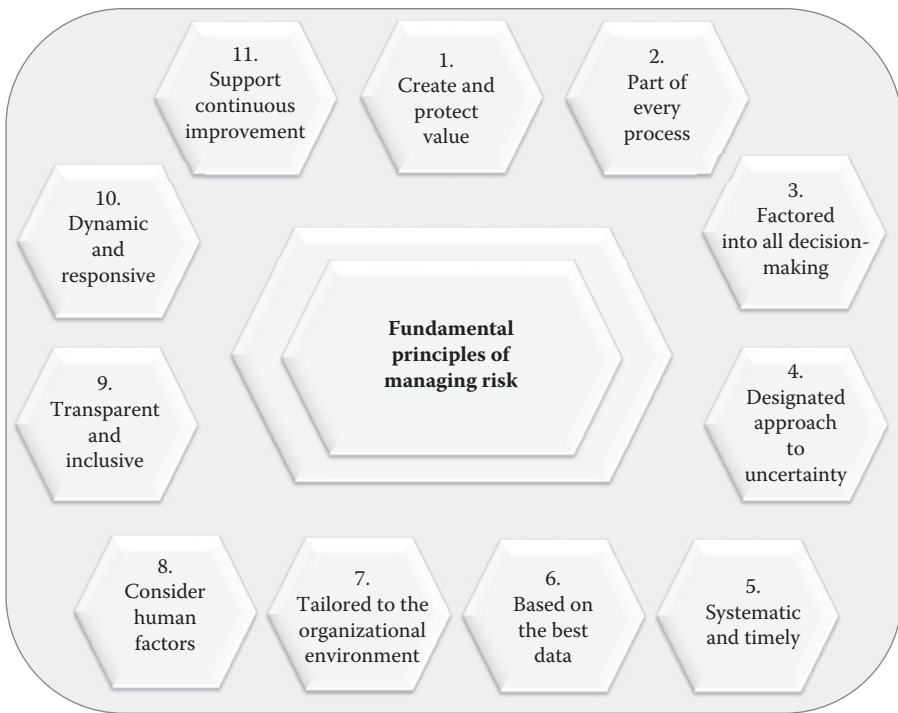 11.
Support
continuous
improvement
1.
Create and
protect
value
2.
Part of
every
process
10.
Dynamic
and
responsive
3.
Factored
into all decision-
making
Fundamental
principles of
managing risk
9.
Transparent
and
inclusive
4.
Designated
approach
to
uncertainty
8.
Consider
human
factors
7.
Tailored to the
organizational
environment
6.
Based on
the best
data
5.
Systematic
and timely